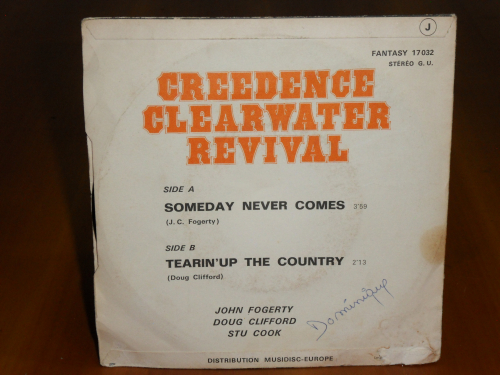 J
FANTASY 17032
STÉRÉO G. U.
CREEDENCE
CLEARWATER
REVIVAL
SIDE A
SOMEDAY NEVER COMES 3'59
(J. C. Fogerty)
SIDE B
TEARIN'UP THE COUNTRY 2'13
(Doug Clifford)
JOHN FOGERTY
DOUG CLIFFORD
STU COOK
Dominique
DISTRIBUTION MUSIDISC-EUROPE